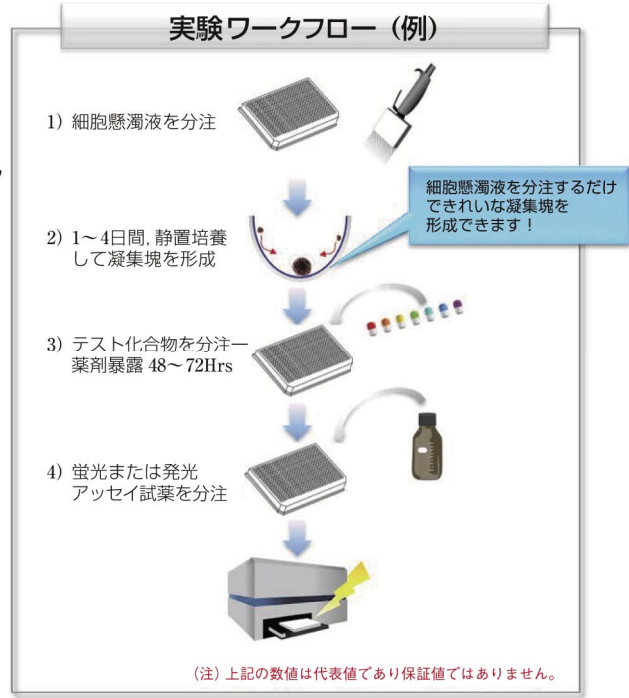 実験ワークフロー（例）
1）細胞懸濁液を分注
細胞懸濁液を分注するだけ
できれいな凝集塊を
形成できます！
2）1～4日間，静置培養
して凝集塊を形成
3）テスト化合物を分注ー
薬剤暴露 48～72Hrs
4）蛍光または発光
アッセイ試薬を分注
（注）上記の数値は代表値であり保証値ではありません。